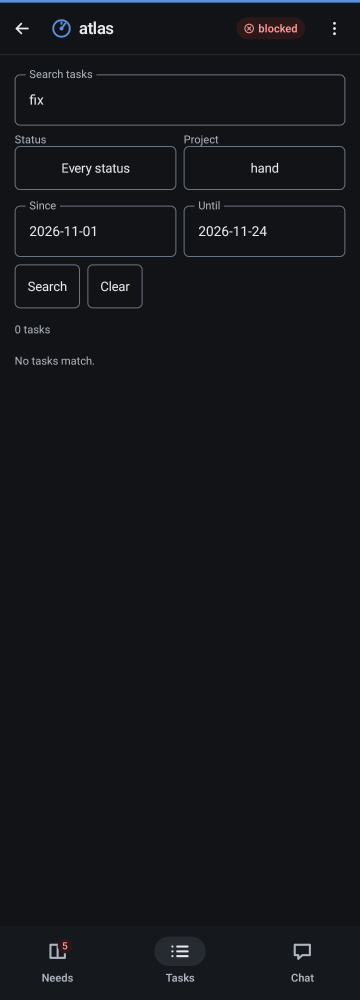 atlas
blocked
Search tasks
fix
Status
Project
Every status
hand
Since
Until
2026-11-01
2026-11-24
Search
Clear
0 tasks
No tasks match.
5
Needs
Tasks
Chat